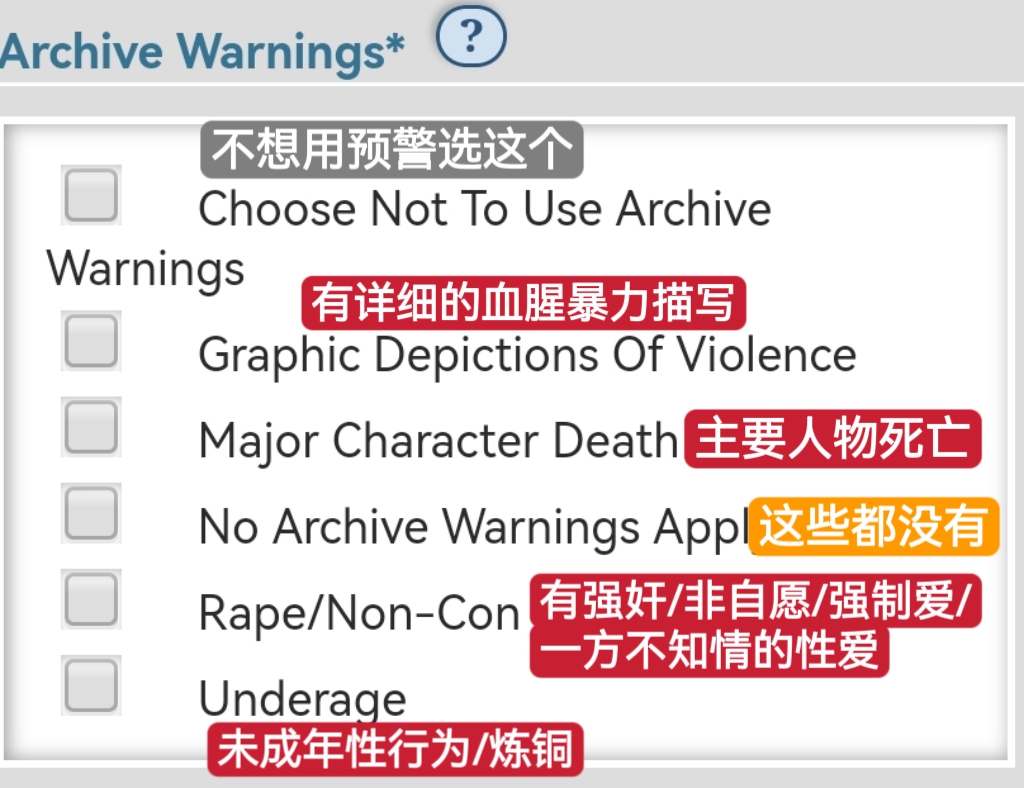 Archive Warnings* ?
不想用预警选这个
Choose Not To Use Archive
Warnings
有详细的血腥暴力描写
Graphic Depictions Of Violence
Major Character Death 主要人物死亡
No Archive Warnings Appl 这些都没有
Rape/Non-Con 有强奸/非自愿/强制爱/
一方不知情的性爱
Underage
未成年性行为/炼铜